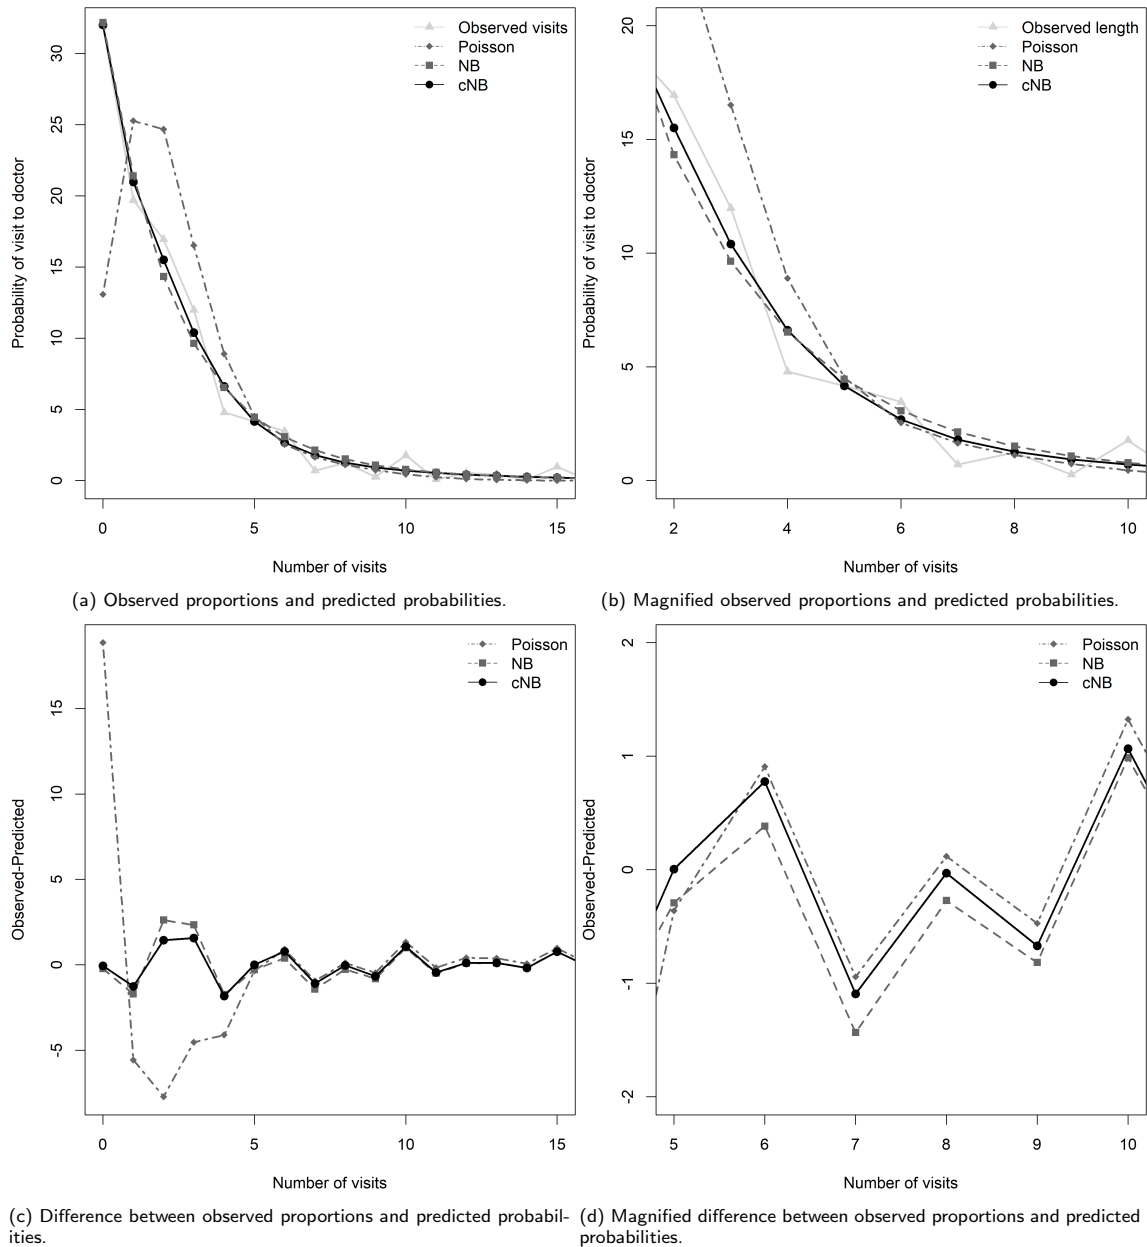 Observed visits
Poisson
NB
cNB
Probability of visit to doctor
0 5 10 15 20 25 30
0 5 10 15
Number of visits
(a) Observed proportions and predicted probabilities.
Observed length
Poisson
NB
cNB
Probability of visit to doctor
0 5 10 15 20
2 4 6 8 10
Number of visits
(b) Magnified observed proportions and predicted probabilities.
Poisson
NB
cNB
Observed-Predicted
-5 0 5 10 15
0 5 10 15
Number of visits
(c) Difference between observed proportions and predicted probabil-
ities.
Poisson
NB
cNB
Observed-Predicted
-2 -1 0 1 2
5 6 7 8 9 10
Number of visits
(d) Magnified difference between observed proportions and predicted
probabilities.